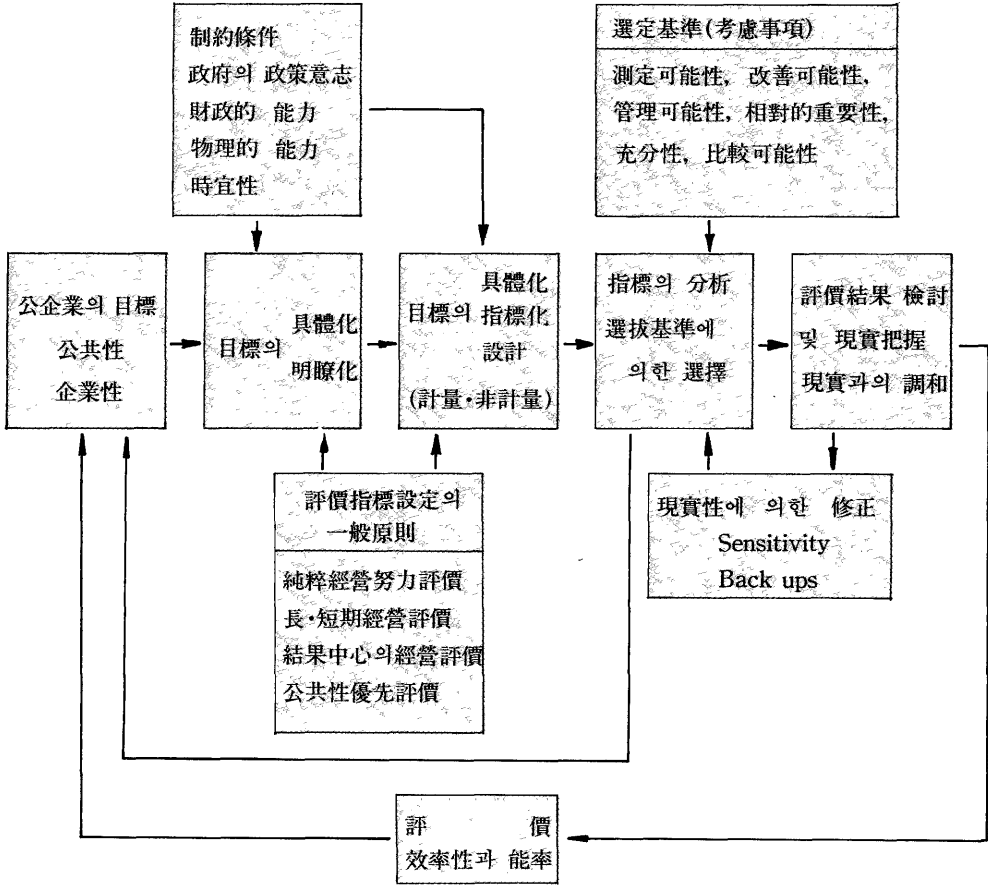 制約條件
政府의 政策意志
財政的 能力
物理的 能力
時宜性
選定基準(考慮事項)
測定可能性, 改善可能性,
管理可能性, 相對的重要性,
充分性, 比較可能性
公企業의 目標
公共性
企業性
具體化
目標의
明瞭化
具體化
目標의 指標化
設計
(計量·非計量)
指標의 分析
選拔基準에
의한 選擇
評價結果 檢討
및 現實把握
現實과의 調和
評價指標設定의
一般原則
純粹經營努力評價
長·短期經營評價
結果中心의經營評價
公共性優先評價
現實性에 의한 修正
Sensitivity
Back ups
評 價
效率性과 能率